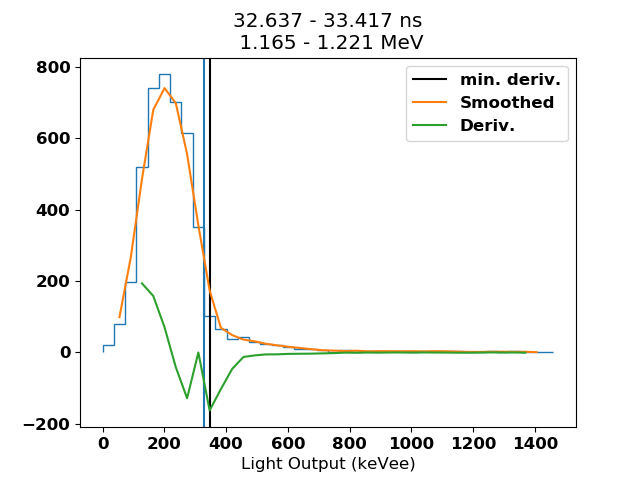 32.637 - 33.417 ns
1.165 - 1.221 MeV
800
600
400
200
0
−200
min. deriv.
Smoothed
Deriv.
0 200 400 600 800 1000 1200 1400
Light Output (keVee)